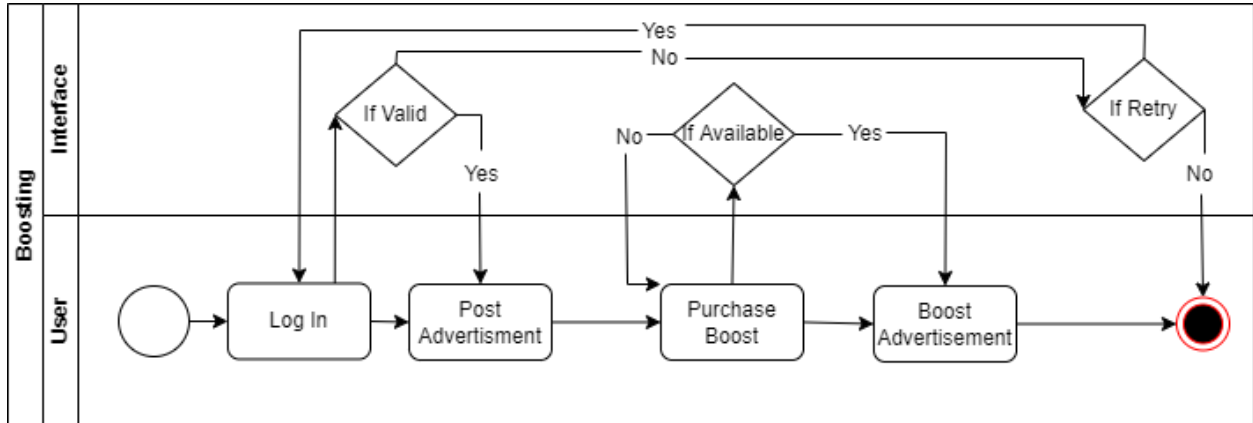 Boosting
Interface
User
Yes
No
If Valid
If Retry
If Available
No
Yes
Yes
No
Log In
Post
Advertisment
Purchase
Boost
Boost
Advertisement